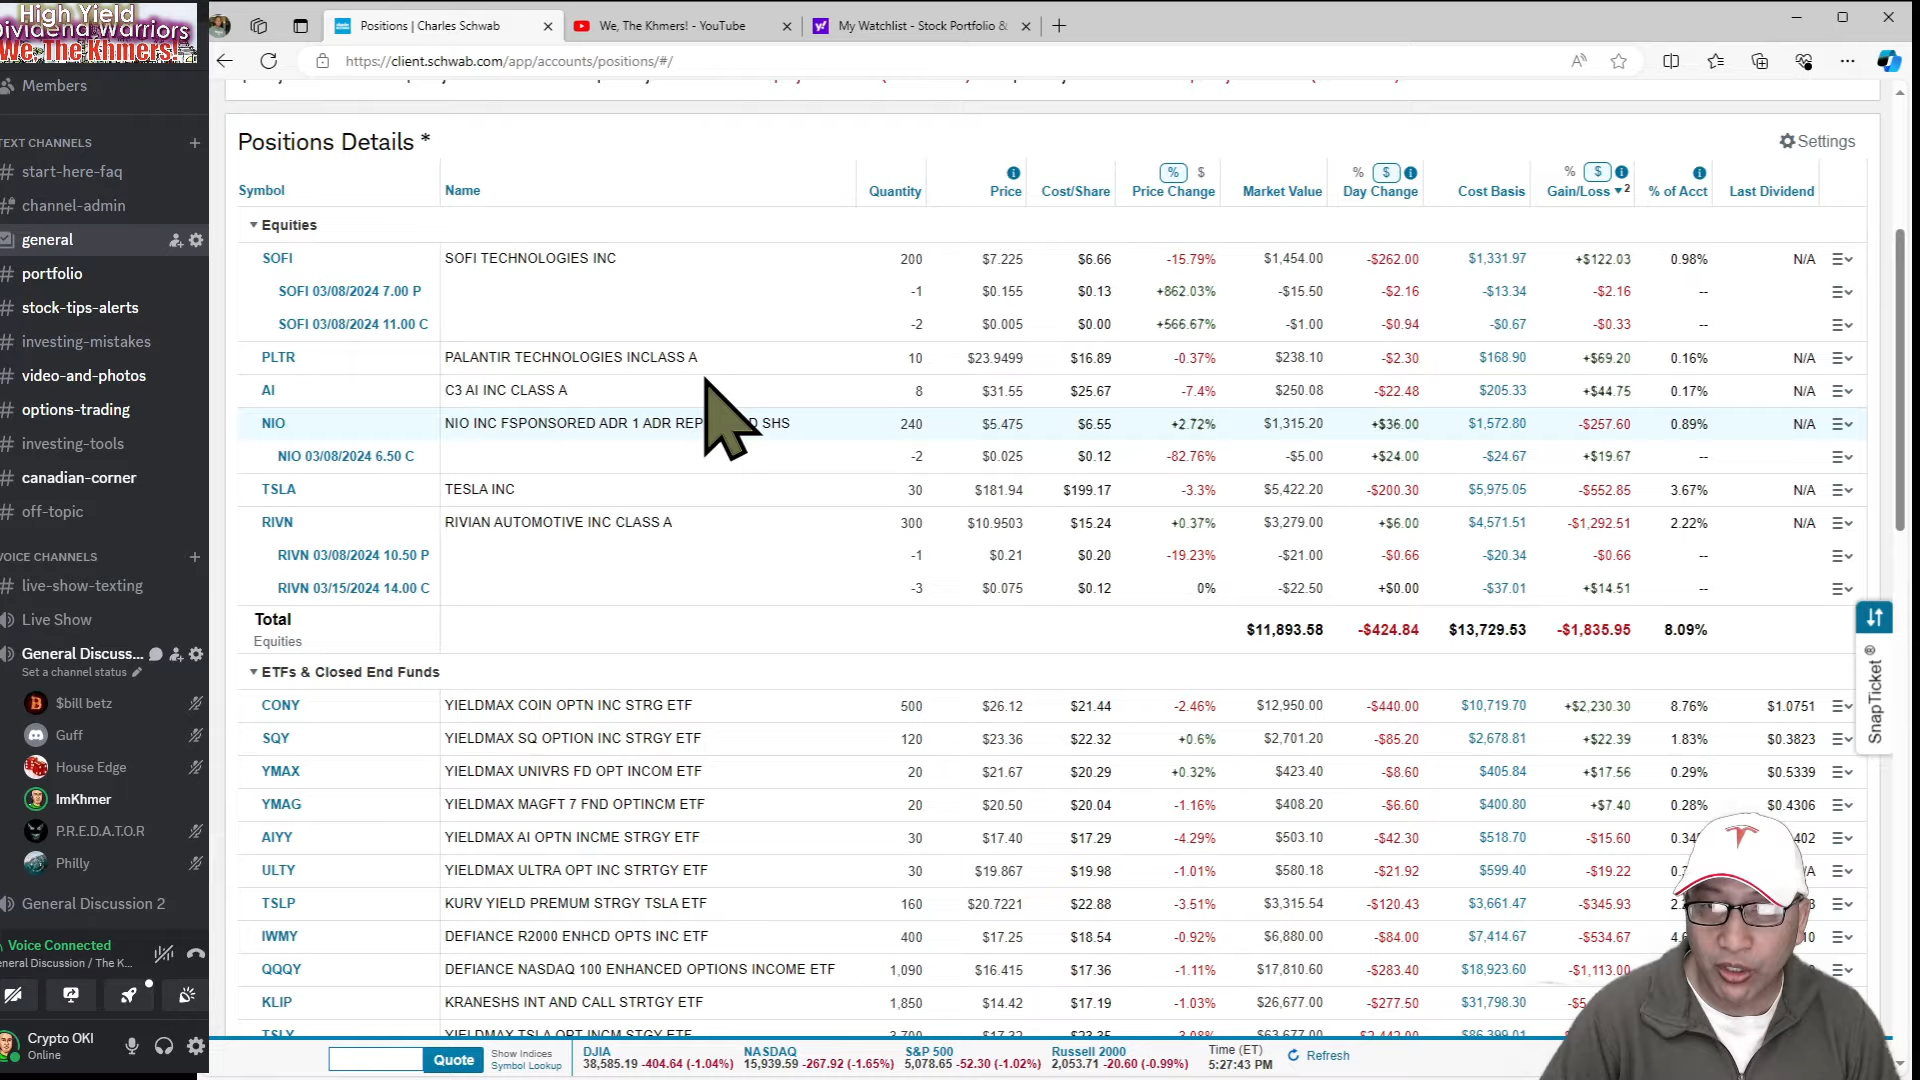 High Yield
Dividend Warriors
We The Khmers!
Positions | Charles Schwab
We, The Khmers! - YouTube
My Watchlist - Stock Portfolio &
https://client.schwab.com/app/accounts/positions/#/
Members
TEXT CHANNELS
start-here-faq
channel-admin
general
portfolio
stock-tips-alerts
investing-mistakes
video-and-photos
options-trading
investing-tools
canadian-corner
off-topic
VOICE CHANNELS
live-show-texting
Live Show
General Discuss...
Set a channel status
$bill betz
Guff
House Edge
ImKhmer
P.R.E.D.A.T.O.R
Philly
General Discussion 2
Voice Connected
eneral Discussion / The K...
Crypto OKI
Online
Positions Details *
Settings
% $ % $ % $
Symbol Name Quantity Price Cost/Share Price Change Market Value Day Change Cost Basis Gain/Loss 2 % of Acct Last Dividend
Equities
SOFI SOFI TECHNOLOGIES INC 200 $7.225 $6.66 -15.79% $1,454.00 -$262.00 $1,331.97 +$122.03 0.98% N/A
SOFI 03/08/2024 7.00 P -1 $0.155 $0.13 +862.03% -$15.50 -$2.16 -$13.34 -$2.16 --
SOFI 03/08/2024 11.00 C -2 $0.005 $0.00 +566.67% -$1.00 -$0.94 -$0.67 -$0.33 --
PLTR PALANTIR TECHNOLOGIES INCLASS A 10 $23.9499 $16.89 -0.37% $238.10 -$2.30 $168.90 +$69.20 0.16% N/A
AI C3 AI INC CLASS A 8 $31.55 $25.67 -7.4% $250.08 -$22.48 $205.33 +$44.75 0.17% N/A
NIO NIO INC FSPONSORED ADR 1 ADR REP SHS 240 $5.475 $6.55 +2.72% $1,315.20 +$36.00 $1,572.80 -$257.60 0.89% N/A
NIO 03/08/2024 6.50 C -2 $0.025 $0.12 -82.76% -$5.00 +$24.00 -$24.67 +$19.67 --
TSLA TESLA INC 30 $181.94 $199.17 -3.3% $5,422.20 -$200.30 $5,975.05 -$552.85 3.67% N/A
RIVN RIVIAN AUTOMOTIVE INC CLASS A 300 $10.9503 $15.24 +0.37% $3,279.00 +$6.00 $4,571.51 -$1,292.51 2.22% N/A
RIVN 03/08/2024 10.50 P -1 $0.21 $0.20 -19.23% -$21.00 -$0.66 -$20.34 -$0.66 --
RIVN 03/15/2024 14.00 C -3 $0.075 $0.12 0% -$22.50 +$0.00 -$37.01 +$14.51 --
Total $11,893.58 -$424.84 $13,729.53 -$1,835.95 8.09%
Equities
ETFs & Closed End Funds
CONY YIELDMAX COIN OPTN INC STRG ETF 500 $26.12 $21.44 -2.46% $12,950.00 -$440.00 $10,719.70 +$2,230.30 8.76% $1.0751
SQY YIELDMAX SQ OPTION INC STRGY ETF 120 $23.36 $22.32 +0.6% $2,701.20 -$85.20 $2,678.81 +$22.39 1.83% $0.3823
YMAX YIELDMAX UNIVRS FD OPT INCOM ETF 20 $21.67 $20.29 +0.32% $423.40 -$8.60 $405.84 +$17.56 0.29% $0.5339
YMAG YIELDMAX MAGFT 7 FND OPTINCM ETF 20 $20.50 $20.04 -1.16% $408.20 -$6.60 $400.80 +$7.40 0.28% $0.4306
AIYY YIELDMAX AI OPTN INCME STRGY ETF 30 $17.40 $17.29 -4.29% $503.10 -$42.30 $518.70 -$15.60 0.34 402
ULTY YIELDMAX ULTRA OPT INC STRTGY ETF 30 $19.867 $19.98 -1.01% $580.18 -$21.92 $599.40 -$19.22
TSLP KURV YIELD PREMUM STRGY TSLA ETF 160 $20.7221 $22.88 -3.51% $3,315.54 -$120.43 $3,661.47 -$345.93
IWMY DEFIANCE R2000 ENHCD OPTS INC ETF 400 $17.25 $18.54 -0.92% $6,880.00 -$84.00 $7,414.67 -$534.67 10
QQQY DEFIANCE NASDAQ 100 ENHANCED OPTIONS INCOME ETF 1,090 $16.415 $17.36 -1.11% $17,810.60 -$283.40 $18,923.60 -$1,113.00
KLIP KRANESHS INT AND CALL STRTGY ETF 1,850 $14.42 $17.19 -1.03% $26,677.00 -$277.50 $31,798.30
TSLY YIELDMAX TSLA OPT INCM STRGY ETF
SnapTicket ®
Quote
Show Indices
Symbol Lookup
DJIA
38,585.19 -404.64 (-1.04%)
NASDAQ
15,939.59 -267.92 (-1.65%)
S&P 500
5,078.65 -52.30 (-1.02%)
Russell 2000
2,053.71 -20.60 (-0.99%)
Time (ET)
5:27:43 PM
Refresh